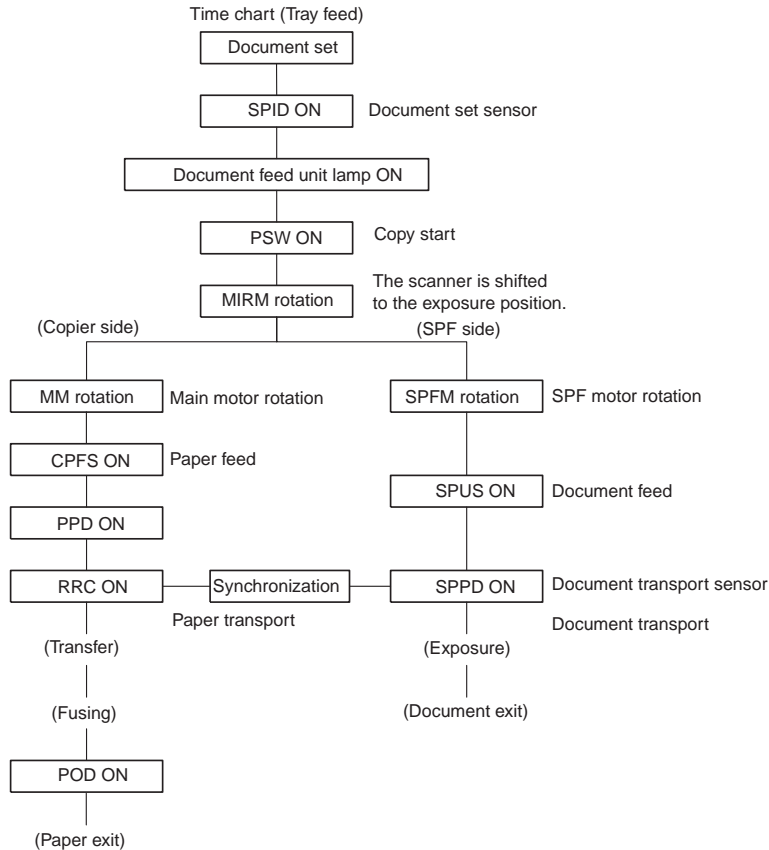 Time chart (Tray feed)
Document set
SPID ON
Document set sensor
Document feed unit lamp ON
PSW ON
Copy start
MIRM rotation
The scanner is shifted
to the exposure position.
(Copier side)
(SPF side)
MM rotation
Main motor rotation
SPFM rotation
SPF motor rotation
CPFS ON
Paper feed
SPUS ON
Document feed
PPD ON
RRC ON
Synchronization
SPPD ON
Document transport sensor
Paper transport
Document transport
(Transfer)
(Exposure)
(Fusing)
(Document exit)
POD ON
(Paper exit)